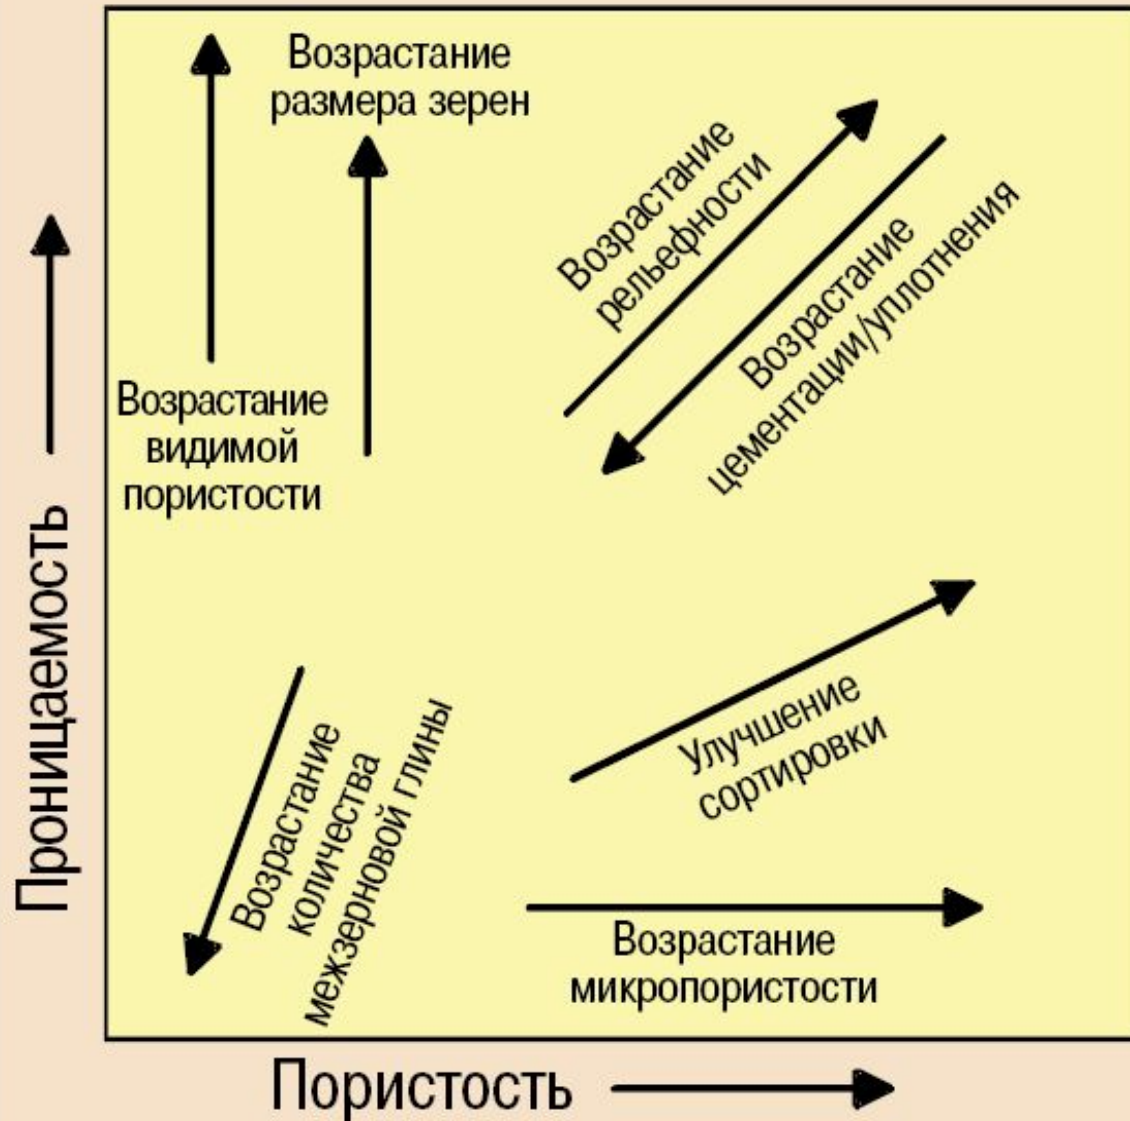 Возрастание
размера зерен
Возрастание
видимой
пористости
Возрастание
рельефности
Возрастание
цементации/уплотнения
Проницаемость
Возрастание
количества
межзерновой глины
Улучшение
сортировки
Возрастание
микропористости
Пористость